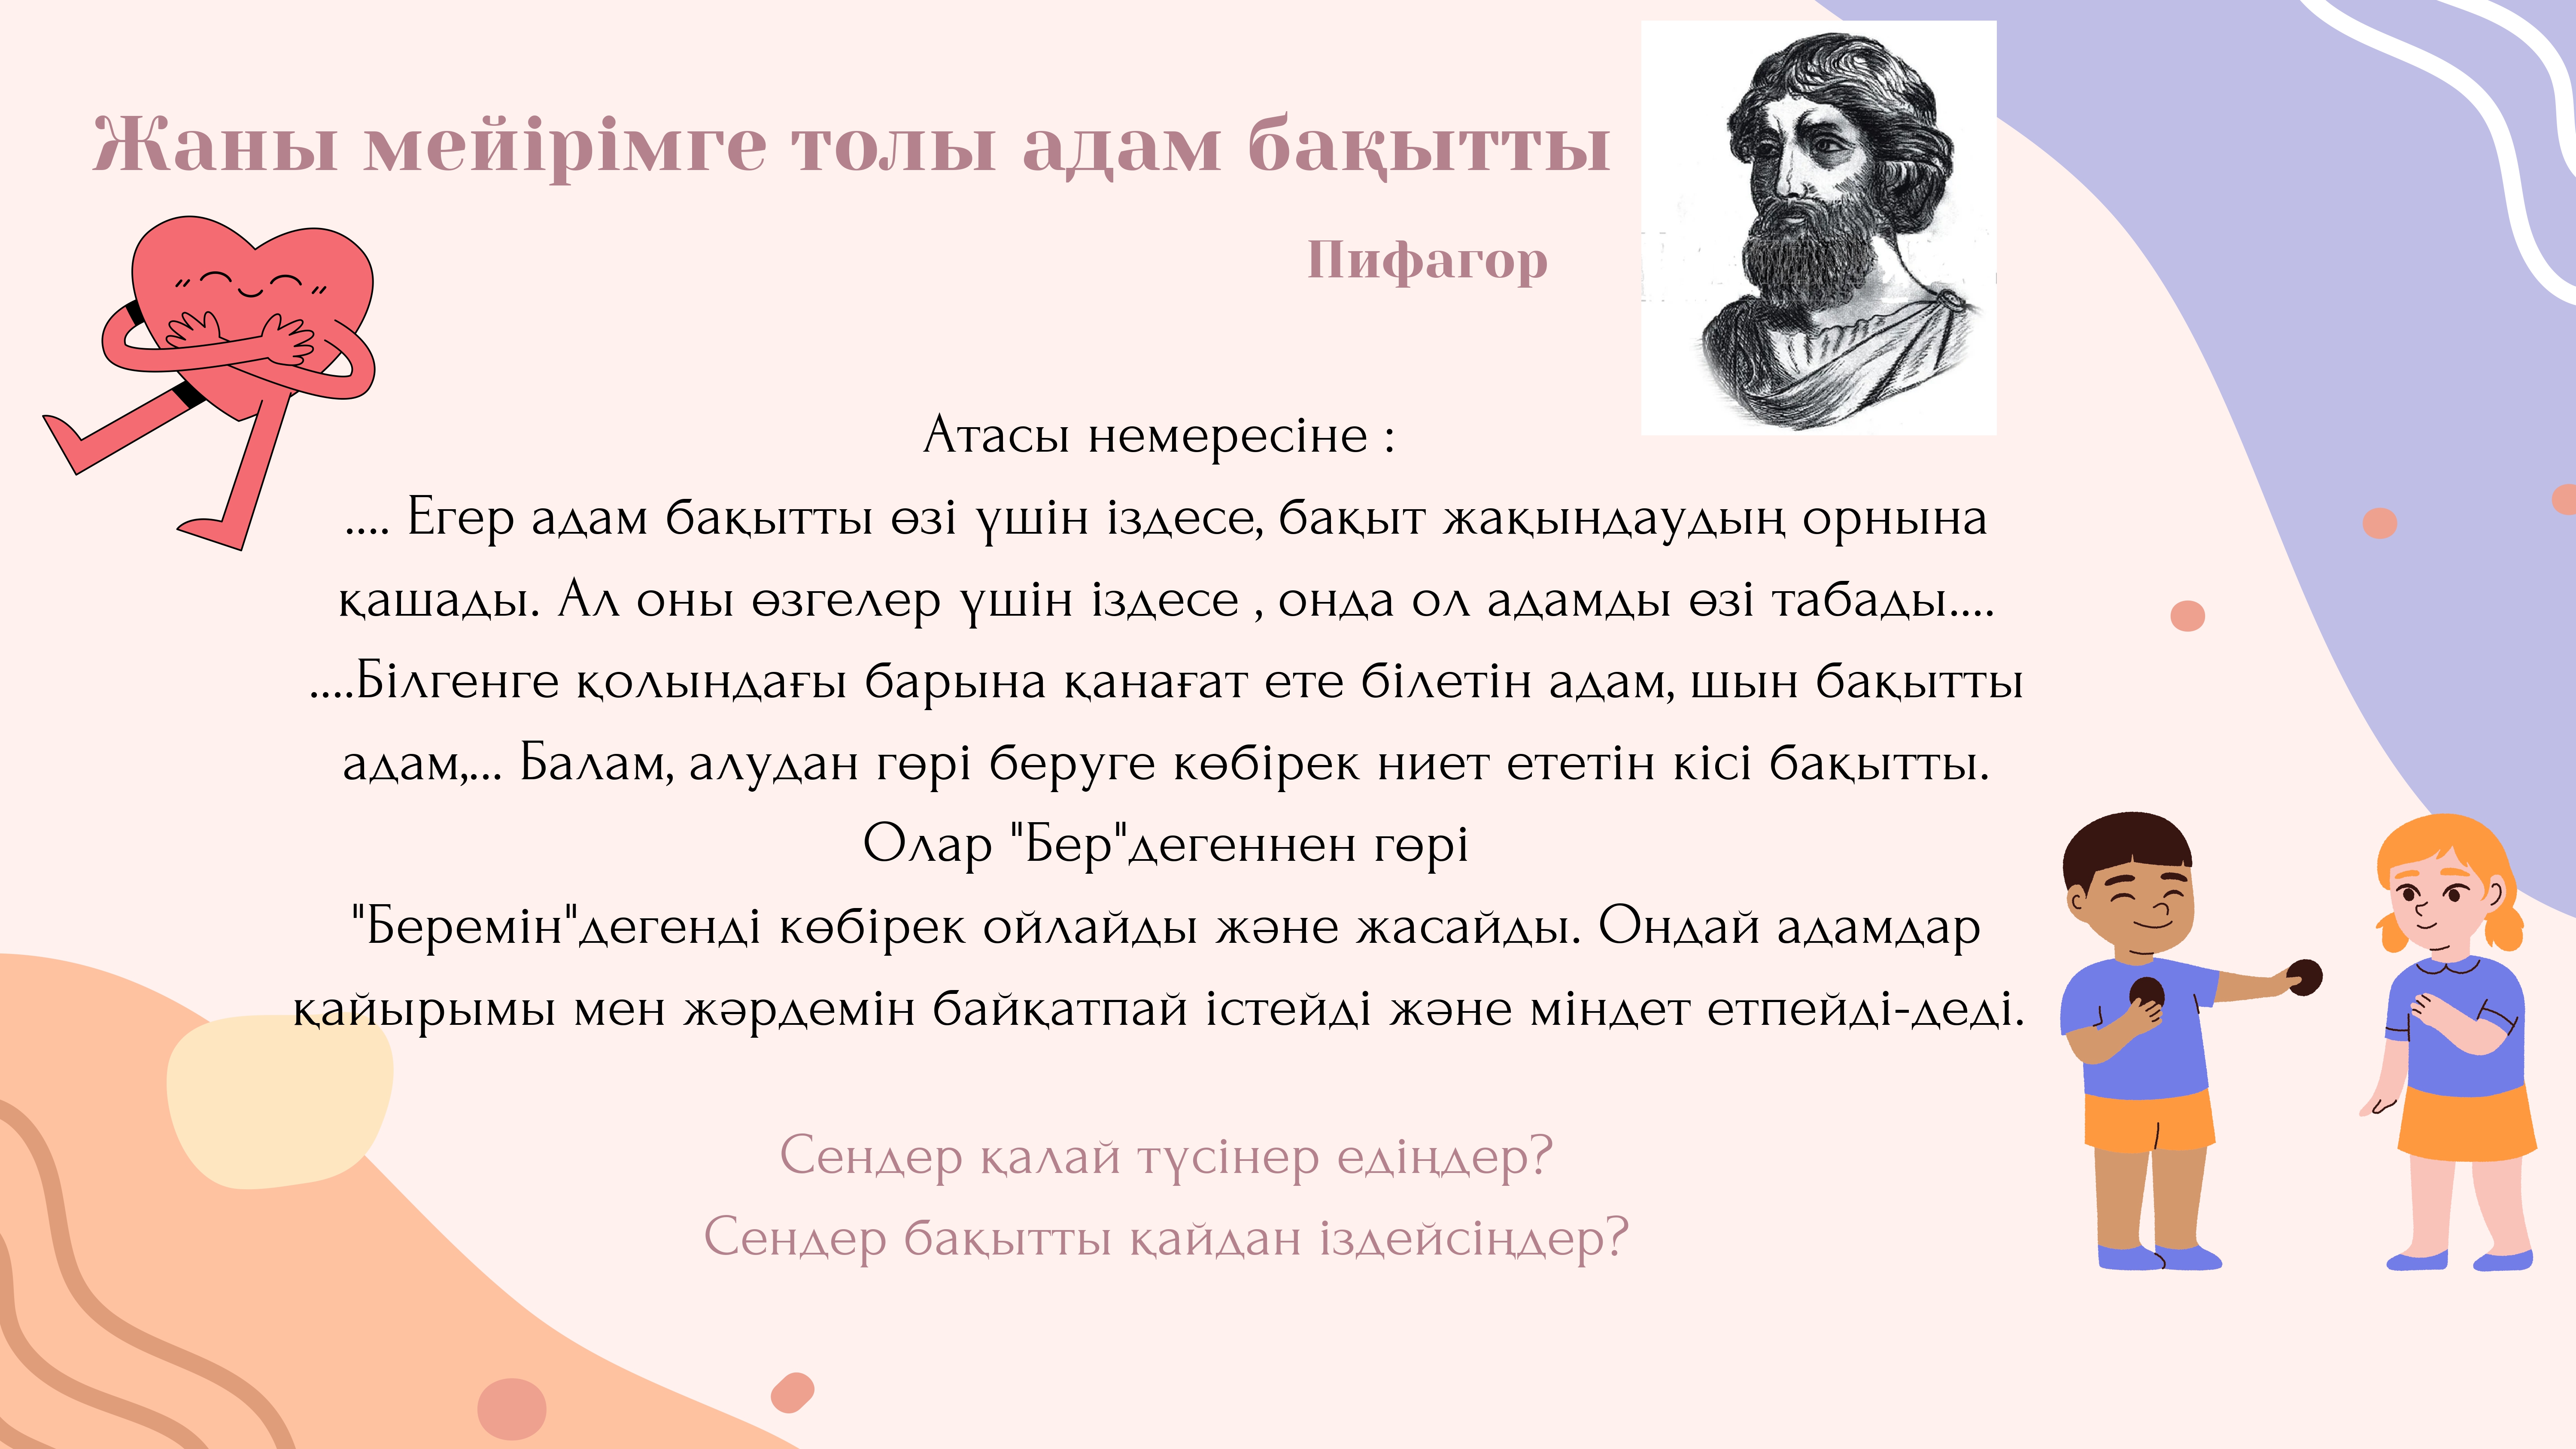 Жаны мейірімге толы адам бақытты
Пифагор
Атасы немересіне :
.... Егер адам бақытты өзі үшін іздесе, бақыт жақындаудың орнына
қашады. Ал оны өзгелер үшін іздесе , онда ол адамды өзі табады....
....Білгенге қолындағы барына қанағат ете білетін адам, шын бақытты
адам,... Балам, алудан гөрі беруге көбірек ниет ететін кісі бақытты.
Олар "Бер"дегеннен гөрі
"Беремін"дегенді көбірек ойлайды және жасайды. Ондай адамдар
қайырымы мен жәрдемін байқатпай істейді және міндет етпейді-деді.
Сендер қалай түсінер едіңдер?
Сендер бақытты қайдан іздейсіңдер?